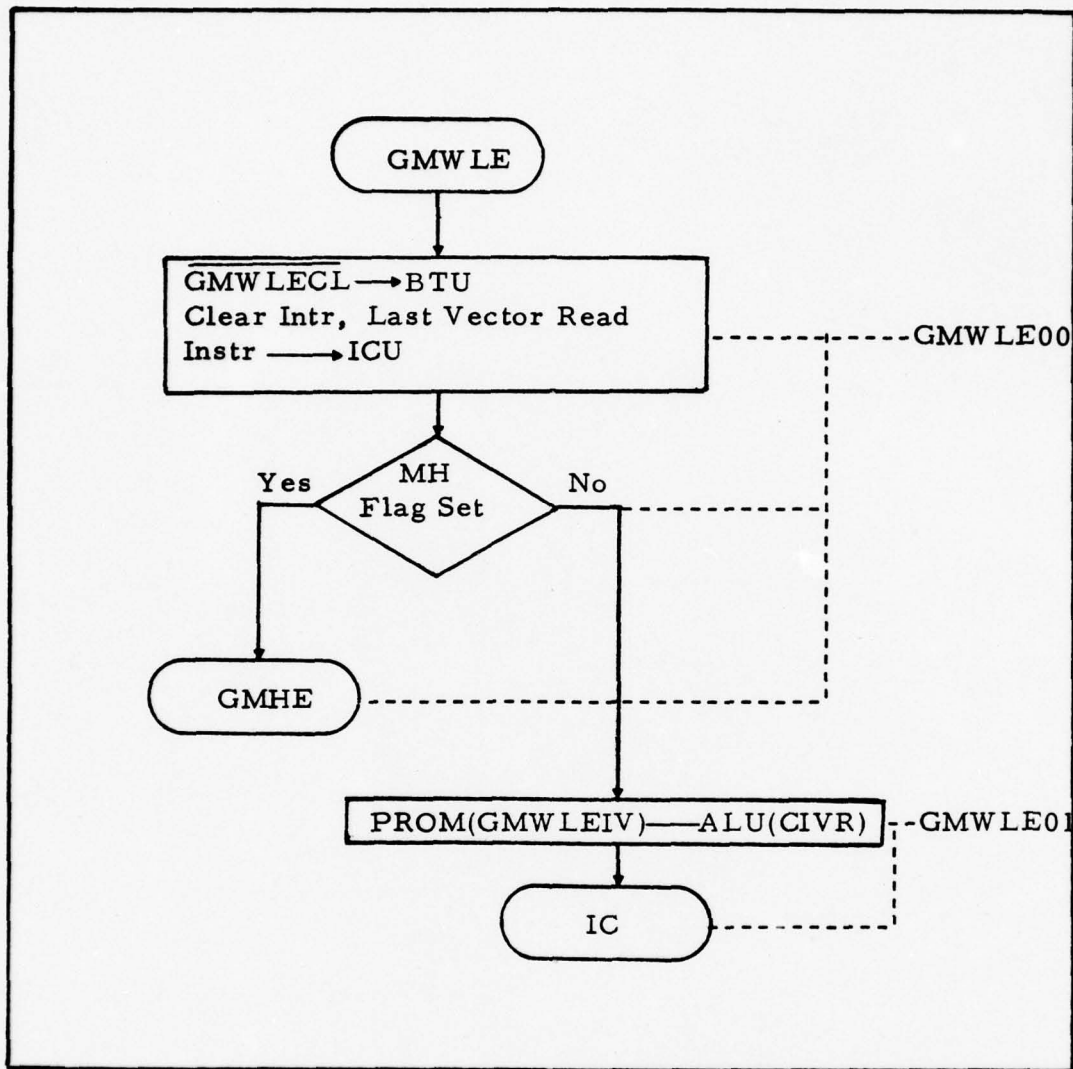 GMWLE
GMWLECL→BTU
Clear Intr, Last Vector Read
Instr →ICU
GMWLE00
MH
Flag Set
Yes
No
GMHE
PROM(GMWLEIV)—ALU(CIVR)
GMWLE01
IC